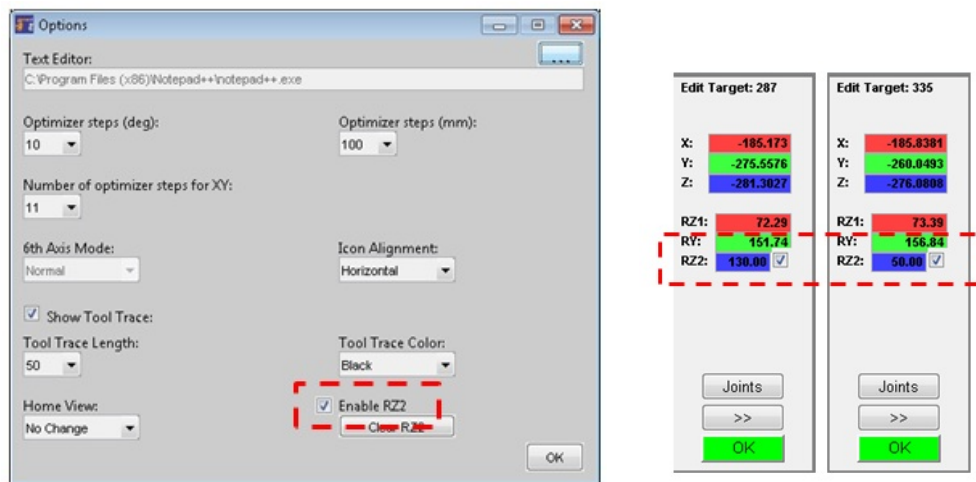 Options
Text Editor:
...
C:\Program Files (x86)\Notepad++\notepad++.exe
Optimizer steps (deg):
10
Optimizer steps (mm):
100
Number of optimizer steps for XY:
11
6th Axis Mode:
Normal
Icon Alignment:
Horizontal
Show Tool Trace:
Tool Trace Length:
50
Tool Trace Color:
Black
Home View:
No Change
Enable RZ2
Clear RZ2
OK
Edit Target: 287
X: -185.173
Y: -275.5576
Z: -281.3027
RZ1: 72.29
RY: 151.74
RZ2: 130.00
Joints
>>
OK
Edit Target: 335
X: -185.8381
Y: -260.0493
Z: -276.0808
RZ1: 73.39
RY: 156.84
RZ2: 50.00
Joints
>>
OK